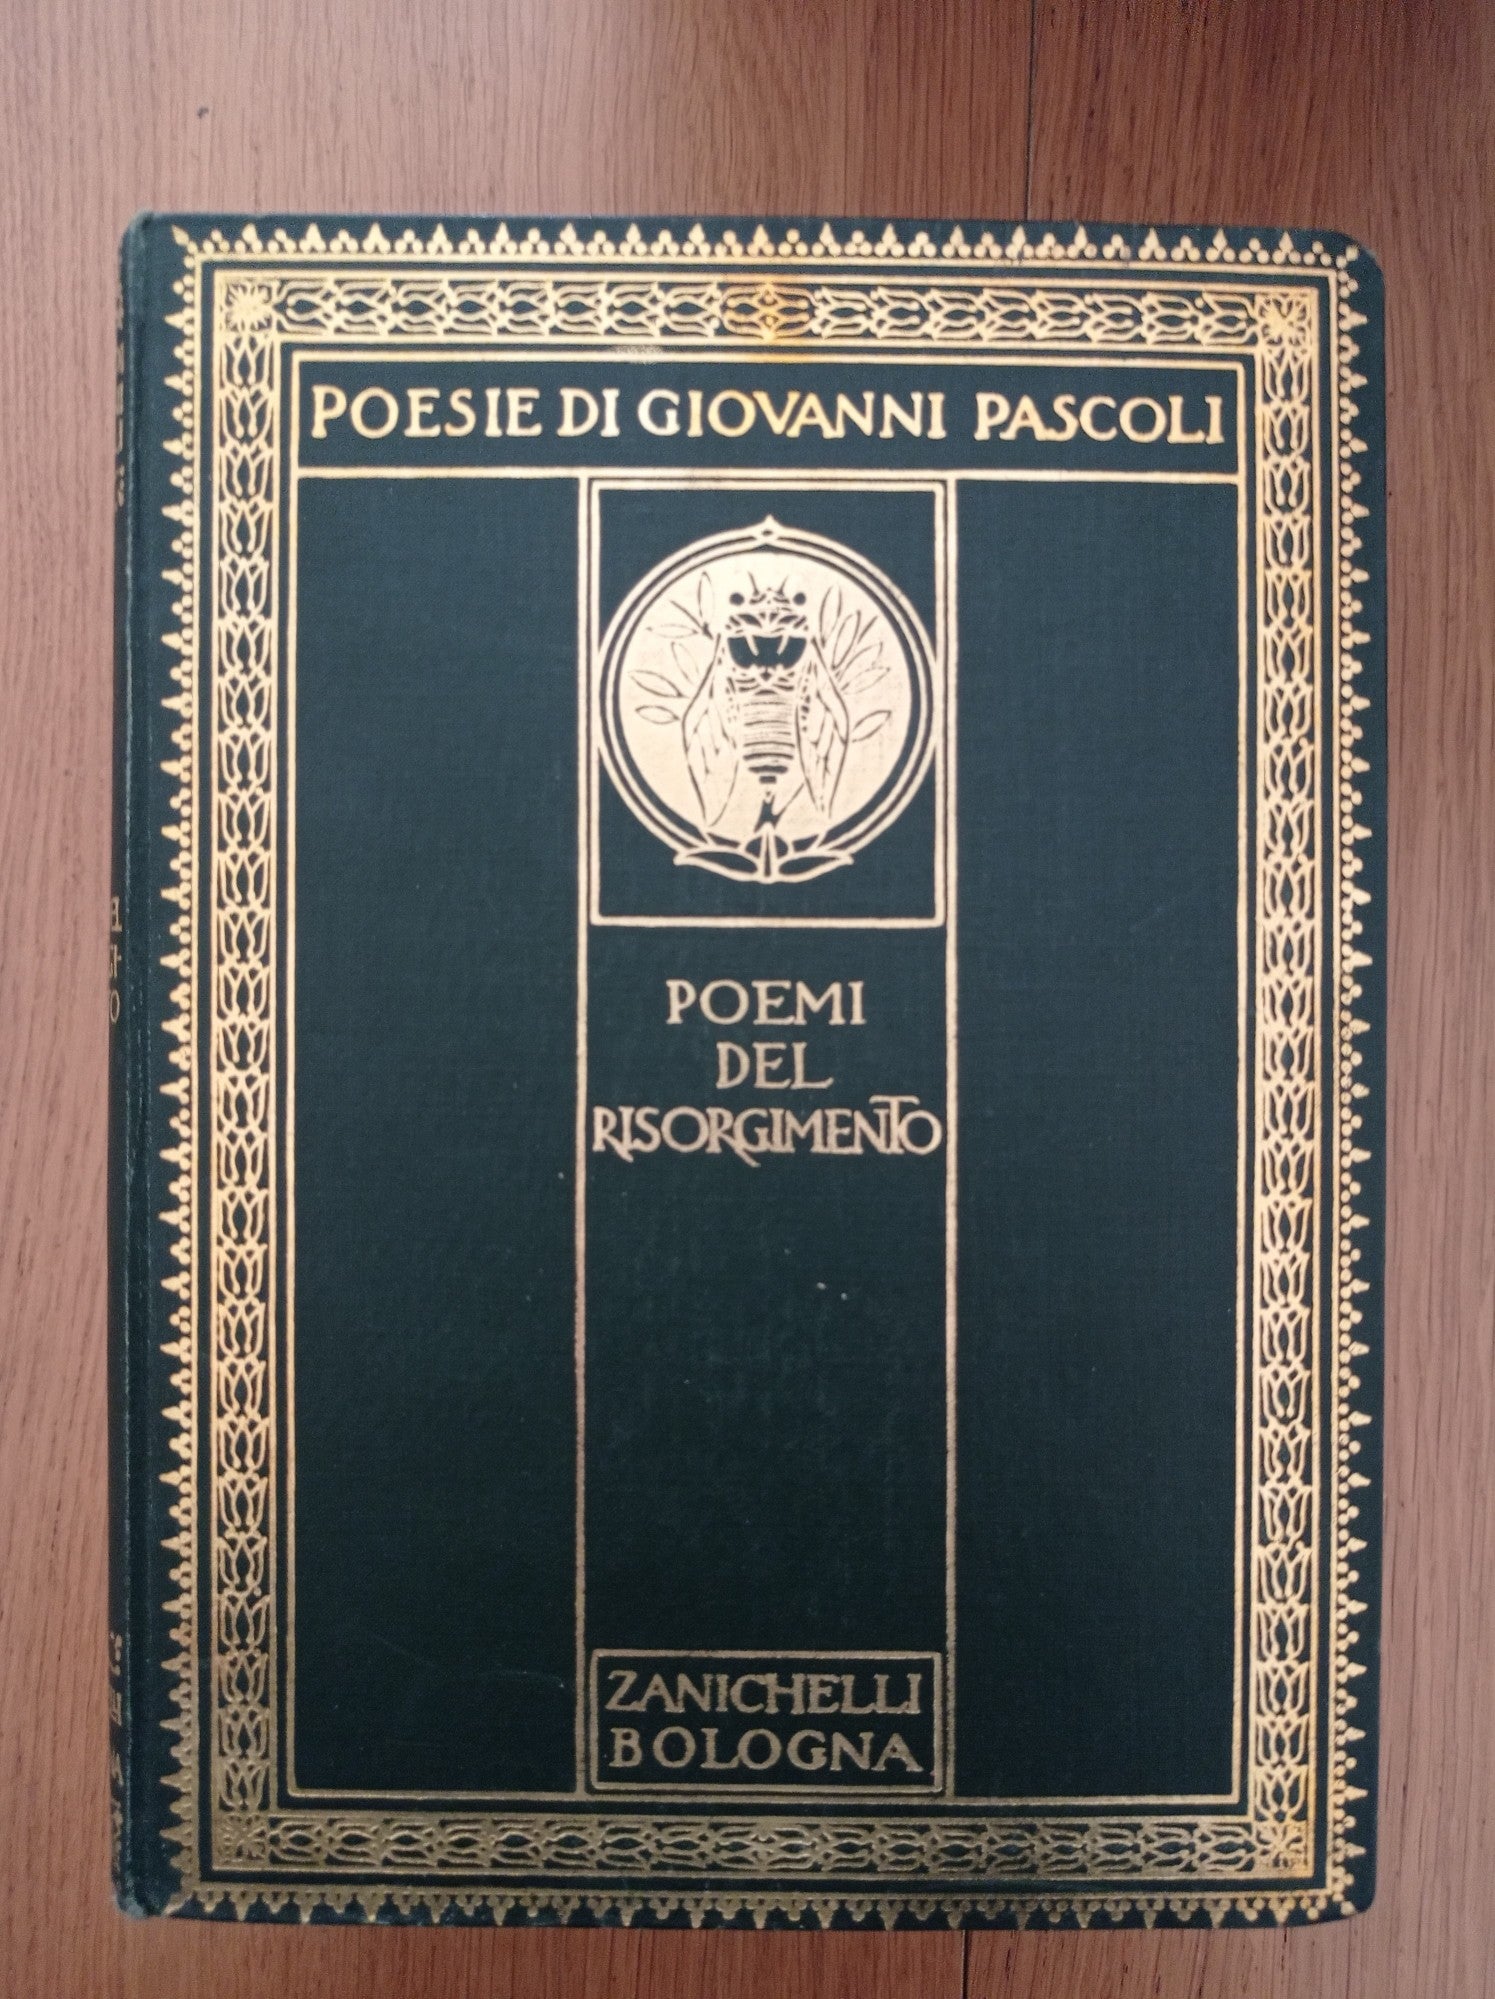 POESIE DI GIOVANNI PASCOLI
POEMI
DEL
RISORGIMENTO
ZANICHELLI
BOLOGNA